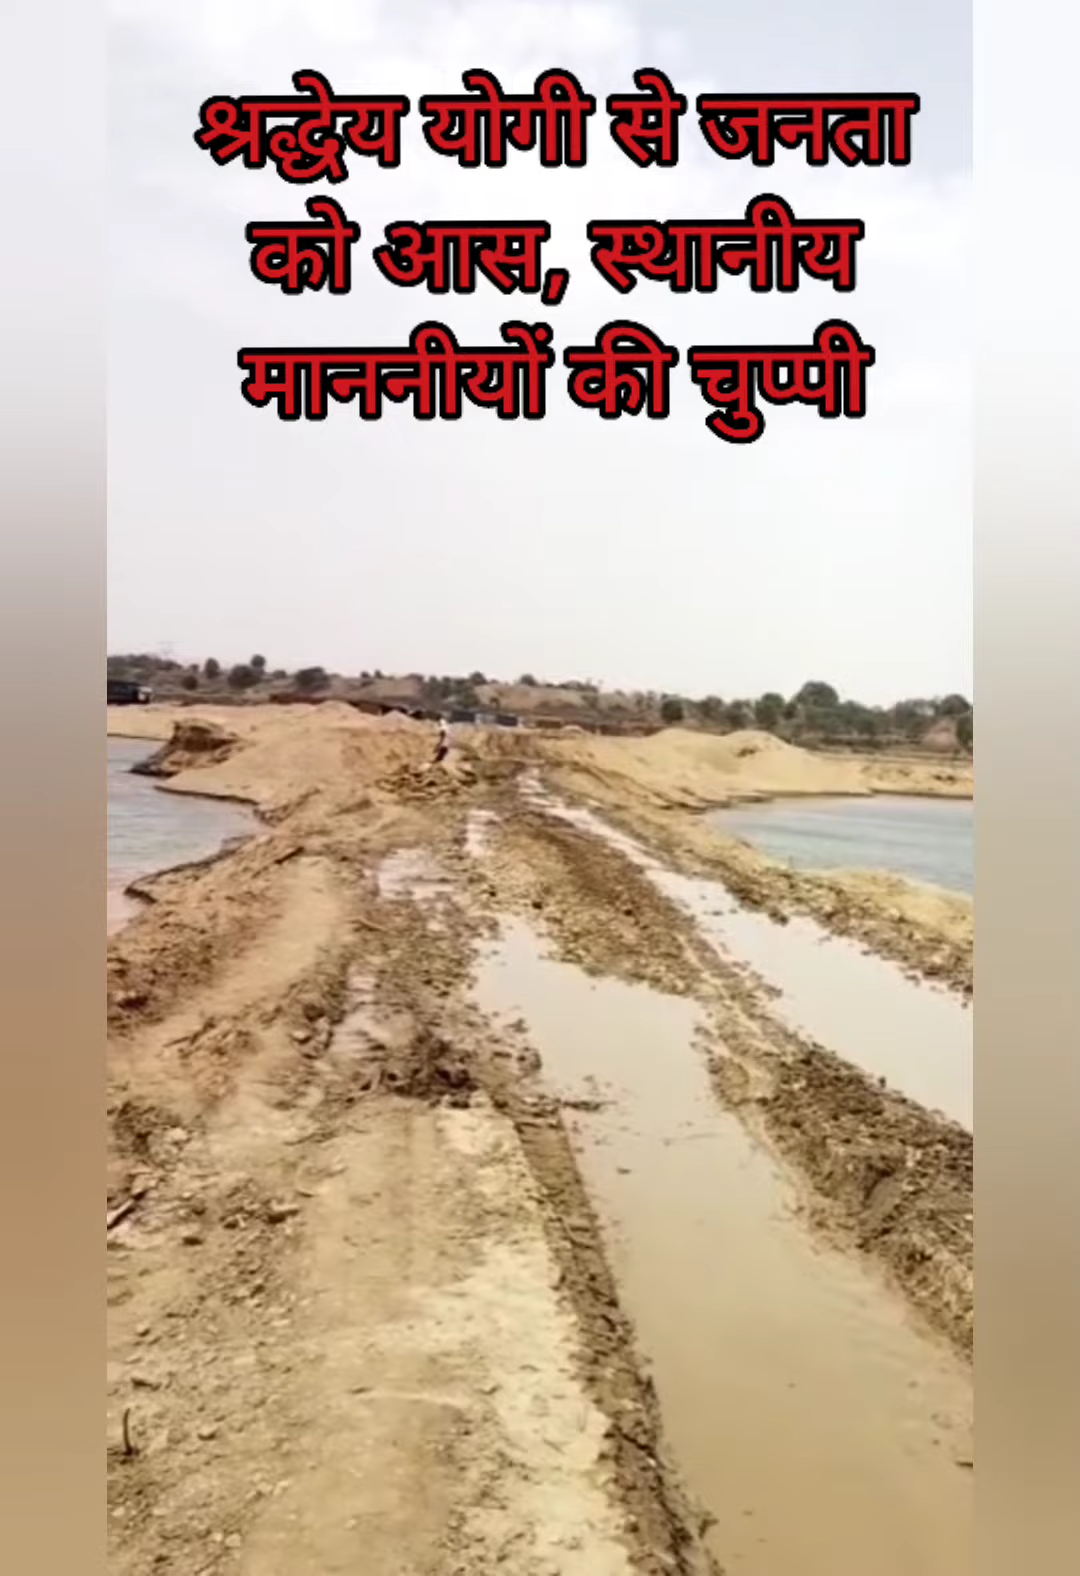 श्रद्धेय योगी से जनता
को आस, स्थानीय
माननीयों की चुप्पी